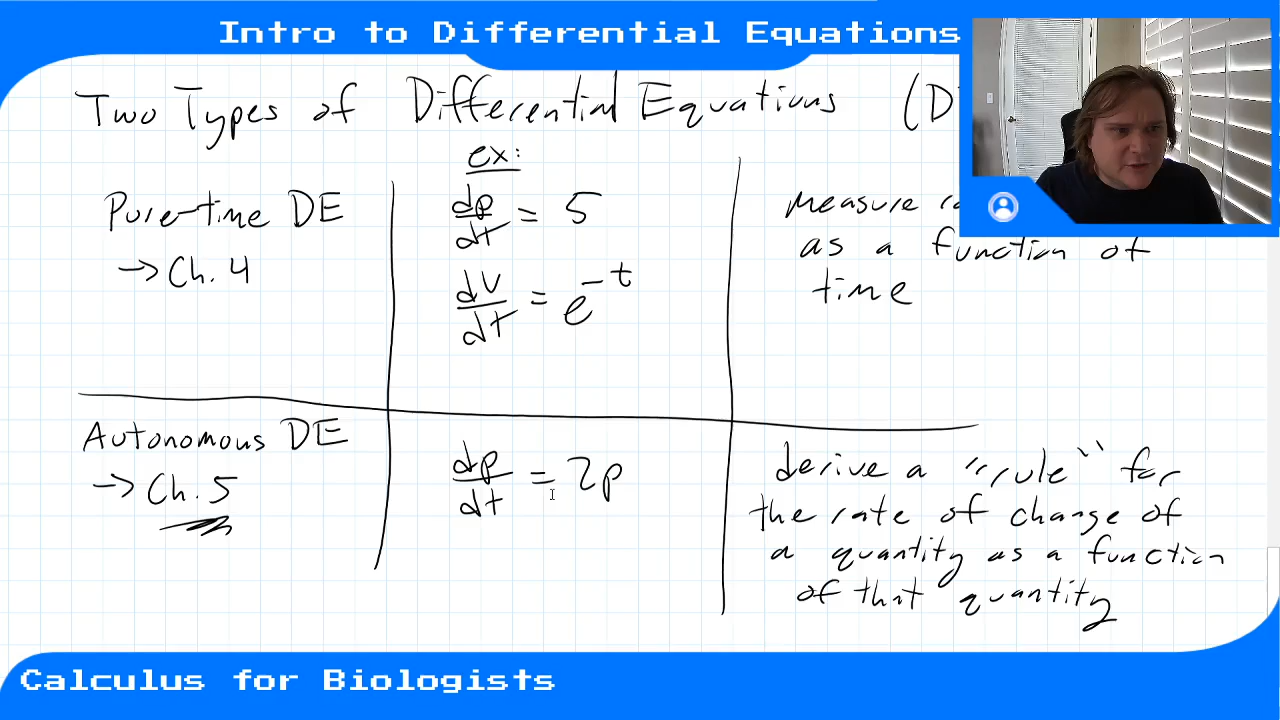 Intro to Differential Equations
Two Types of Differential Equations (D
ex:
Pure-time DE
→ Ch. 4
dp/dt = 5
dV/dt = e^-t
measure
as a function of
time
Autonomous DE
→ Ch. 5
dp/dt = 2p
derive a "rule" for
the rate of change of
a quantity as a function
of that quantity
Calculus for Biologists